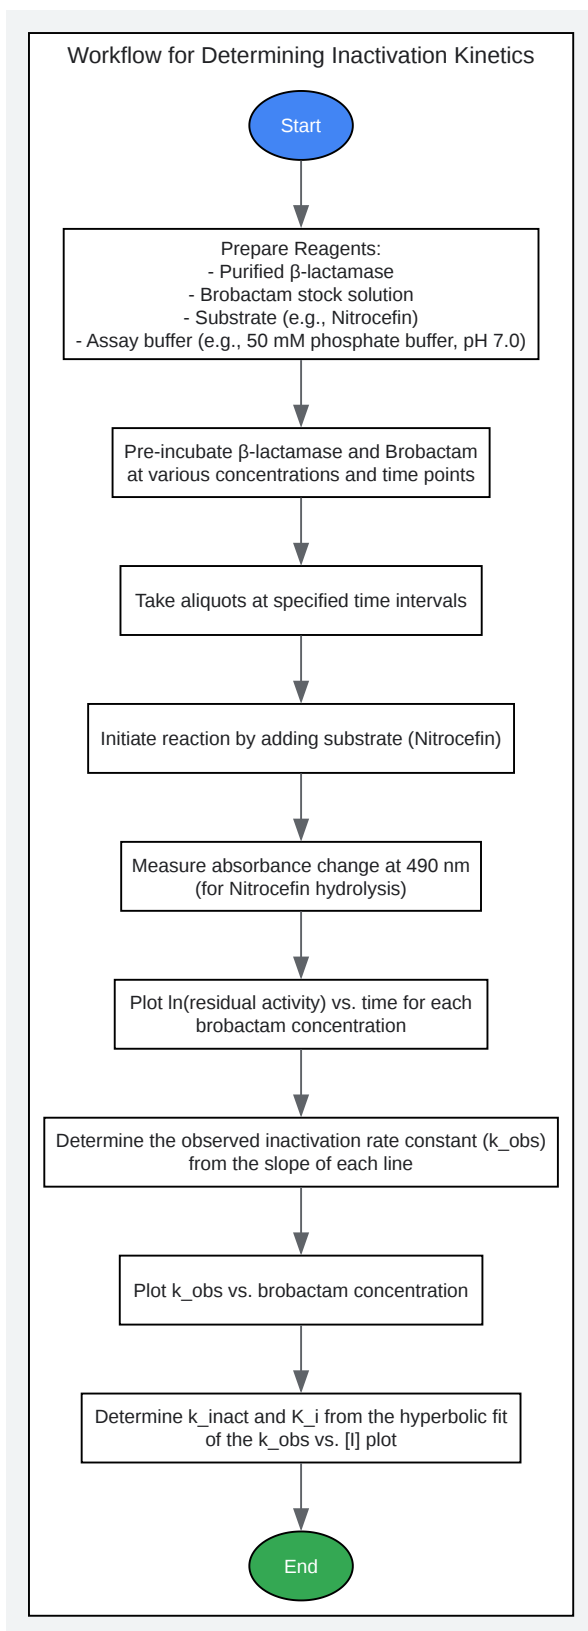 Workflow for Determining Inactivation Kinetics
Start
Prepare Reagents:
- Purified β-lactamase
- Brobactam stock solution
- Substrate (e.g., Nitrocefin)
- Assay buffer (e.g., 50 mM phosphate buffer, pH 7.0)
Pre-incubate β-lactamase and Brobactam
at various concentrations and time points
Take aliquots at specified time intervals
Initiate reaction by adding substrate (Nitrocefin)
Measure absorbance change at 490 nm
(for Nitrocefin hydrolysis)
Plot ln(residual activity) vs. time for each
brobactam concentration
Determine the observed inactivation rate constant (k_obs)
from the slope of each line
Plot k_obs vs. brobactam concentration
Determine k_inact and K_i from the hyperbolic fit
of the k_obs vs. [I] plot
End